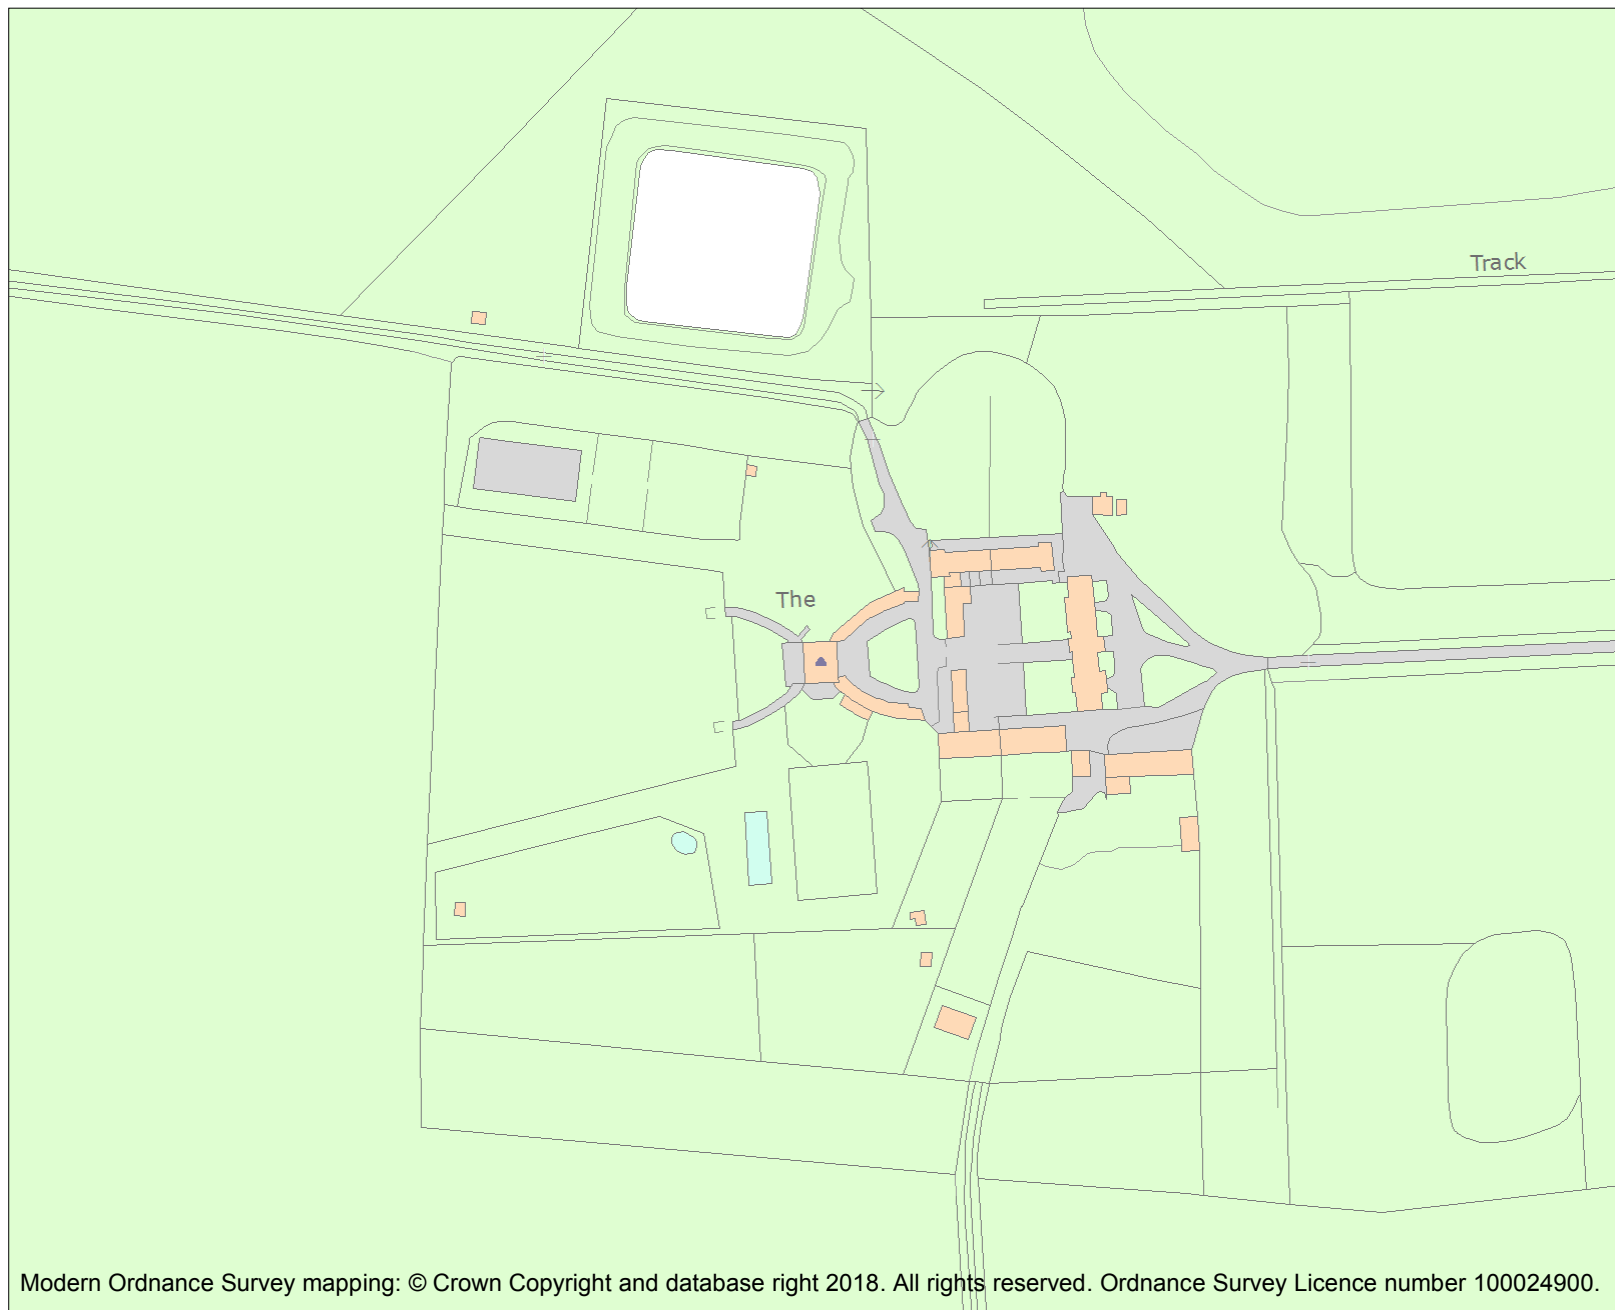 Track
The
Modern Ordnance Survey mapping: © Crown Copyright and database right 2018. All rights reserved. Ordnance Survey Licence number 100024900.